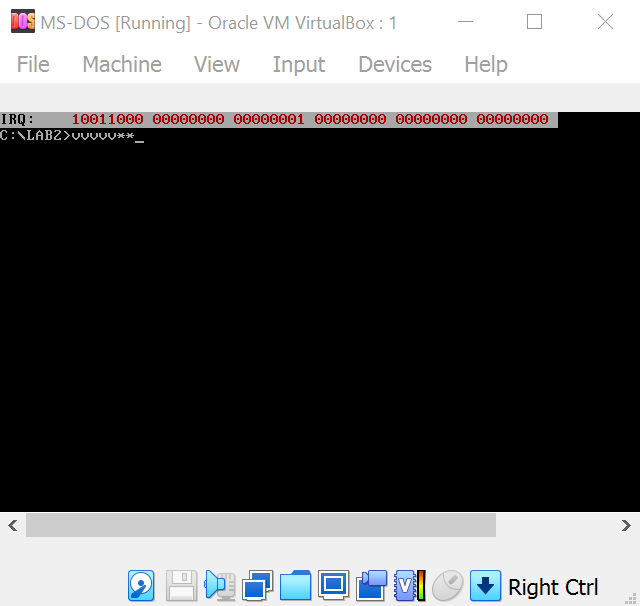 DOS MS-DOS [Running] - Oracle VM VirtualBox : 1
File Machine View Input Devices Help
IRQ: 10011000 00000000 00000001 00000000 00000000 00000000
C:\LAB2>vvvvv**_
V Right Ctrl